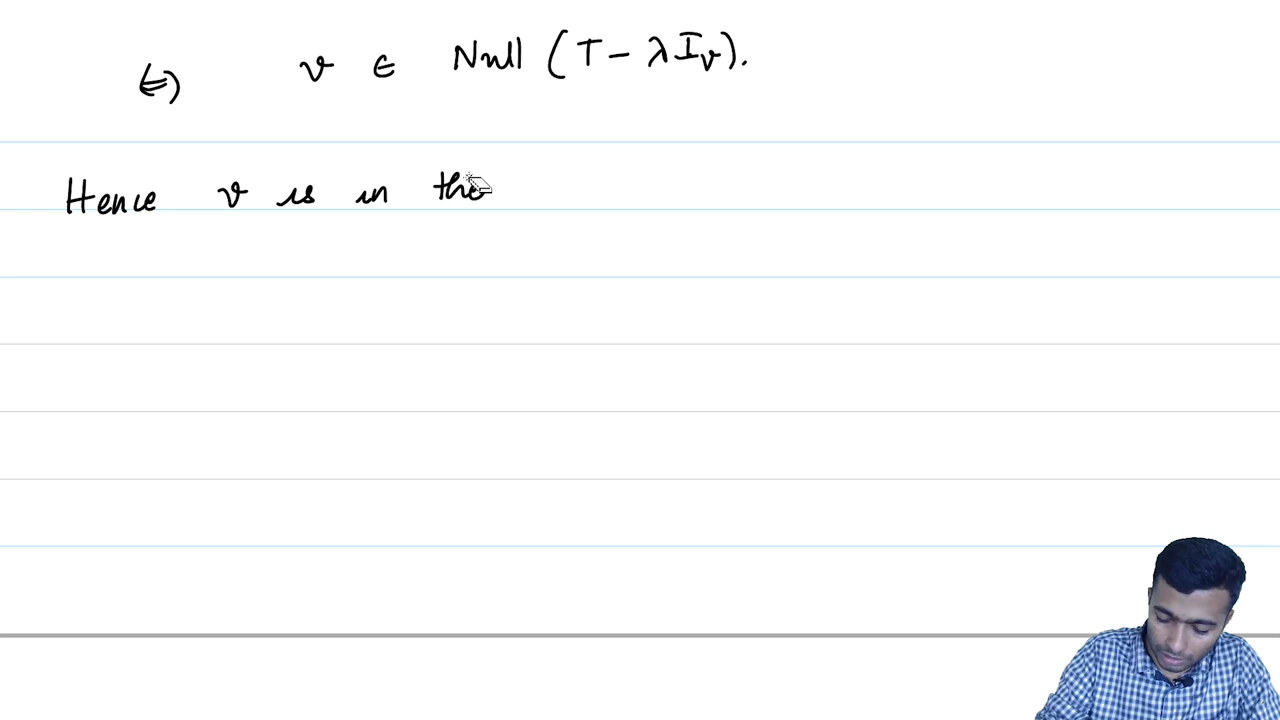 ⇔ v ∈ Null (T − λI_v).
Hence v is in the